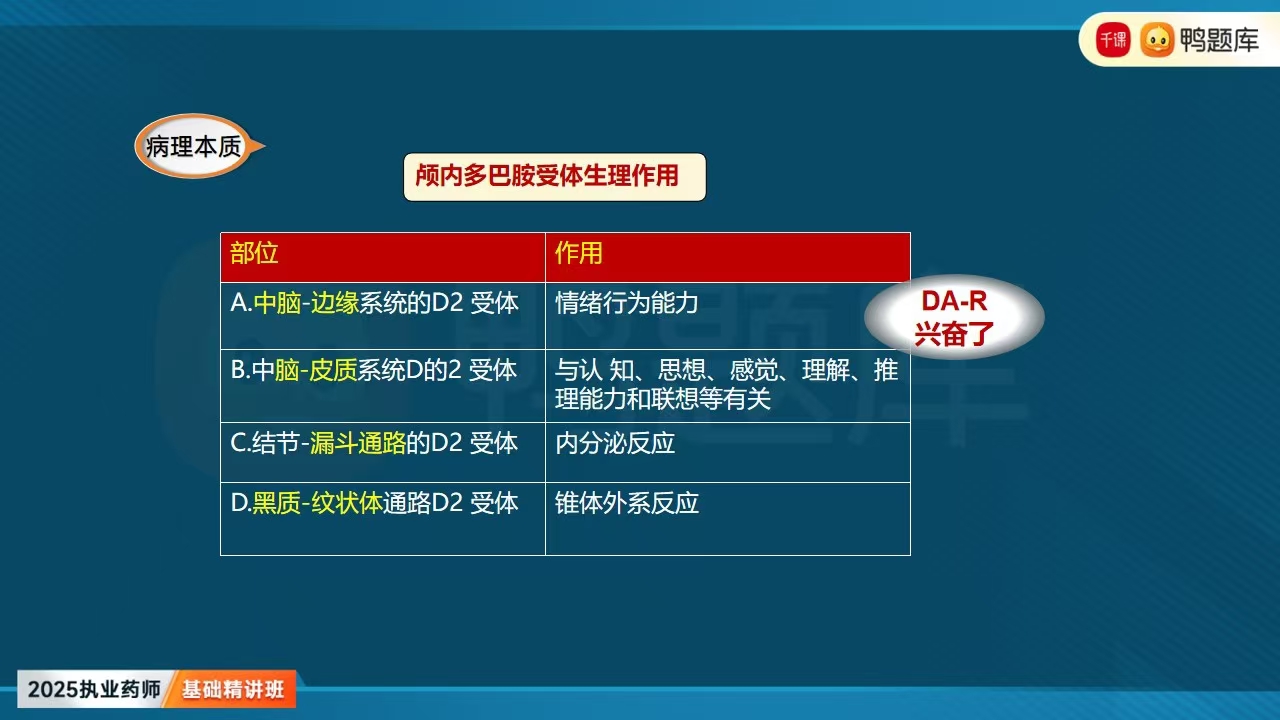 千课 鸭题库
病理本质
颅内多巴胺受体生理作用
部位 作用
A.中脑-边缘系统的D2 受体 情绪行为能力
DA-R
兴奋了
B.中脑-皮质系统D的2 受体 与认 知、思想、感觉、理解、推
理能力和联想等有关
C.结节-漏斗通路的D2 受体 内分泌反应
D.黑质-纹状体通路D2 受体 锥体外系反应
鸭题库
2025执业药师 基础精讲班